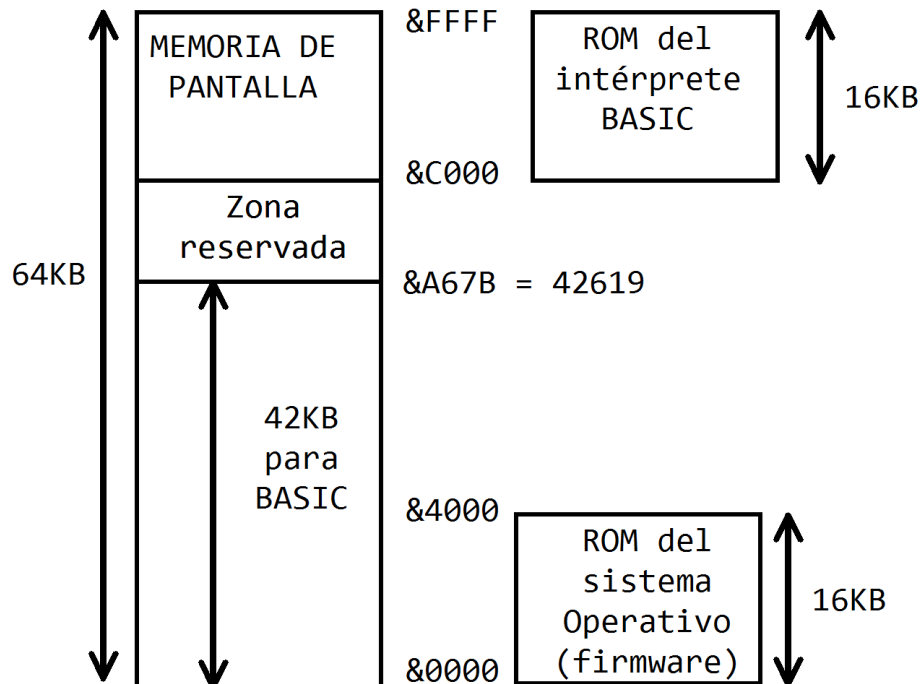 MEMORIA DE
PANTALLA
&FFFF
ROM del
intérprete
BASIC
16KB
&C000
Zona
reservada
64KB
&A67B = 42619
42KB
para
BASIC
&4000
ROM del
sistema
Operativo
(firmware)
16KB
&0000